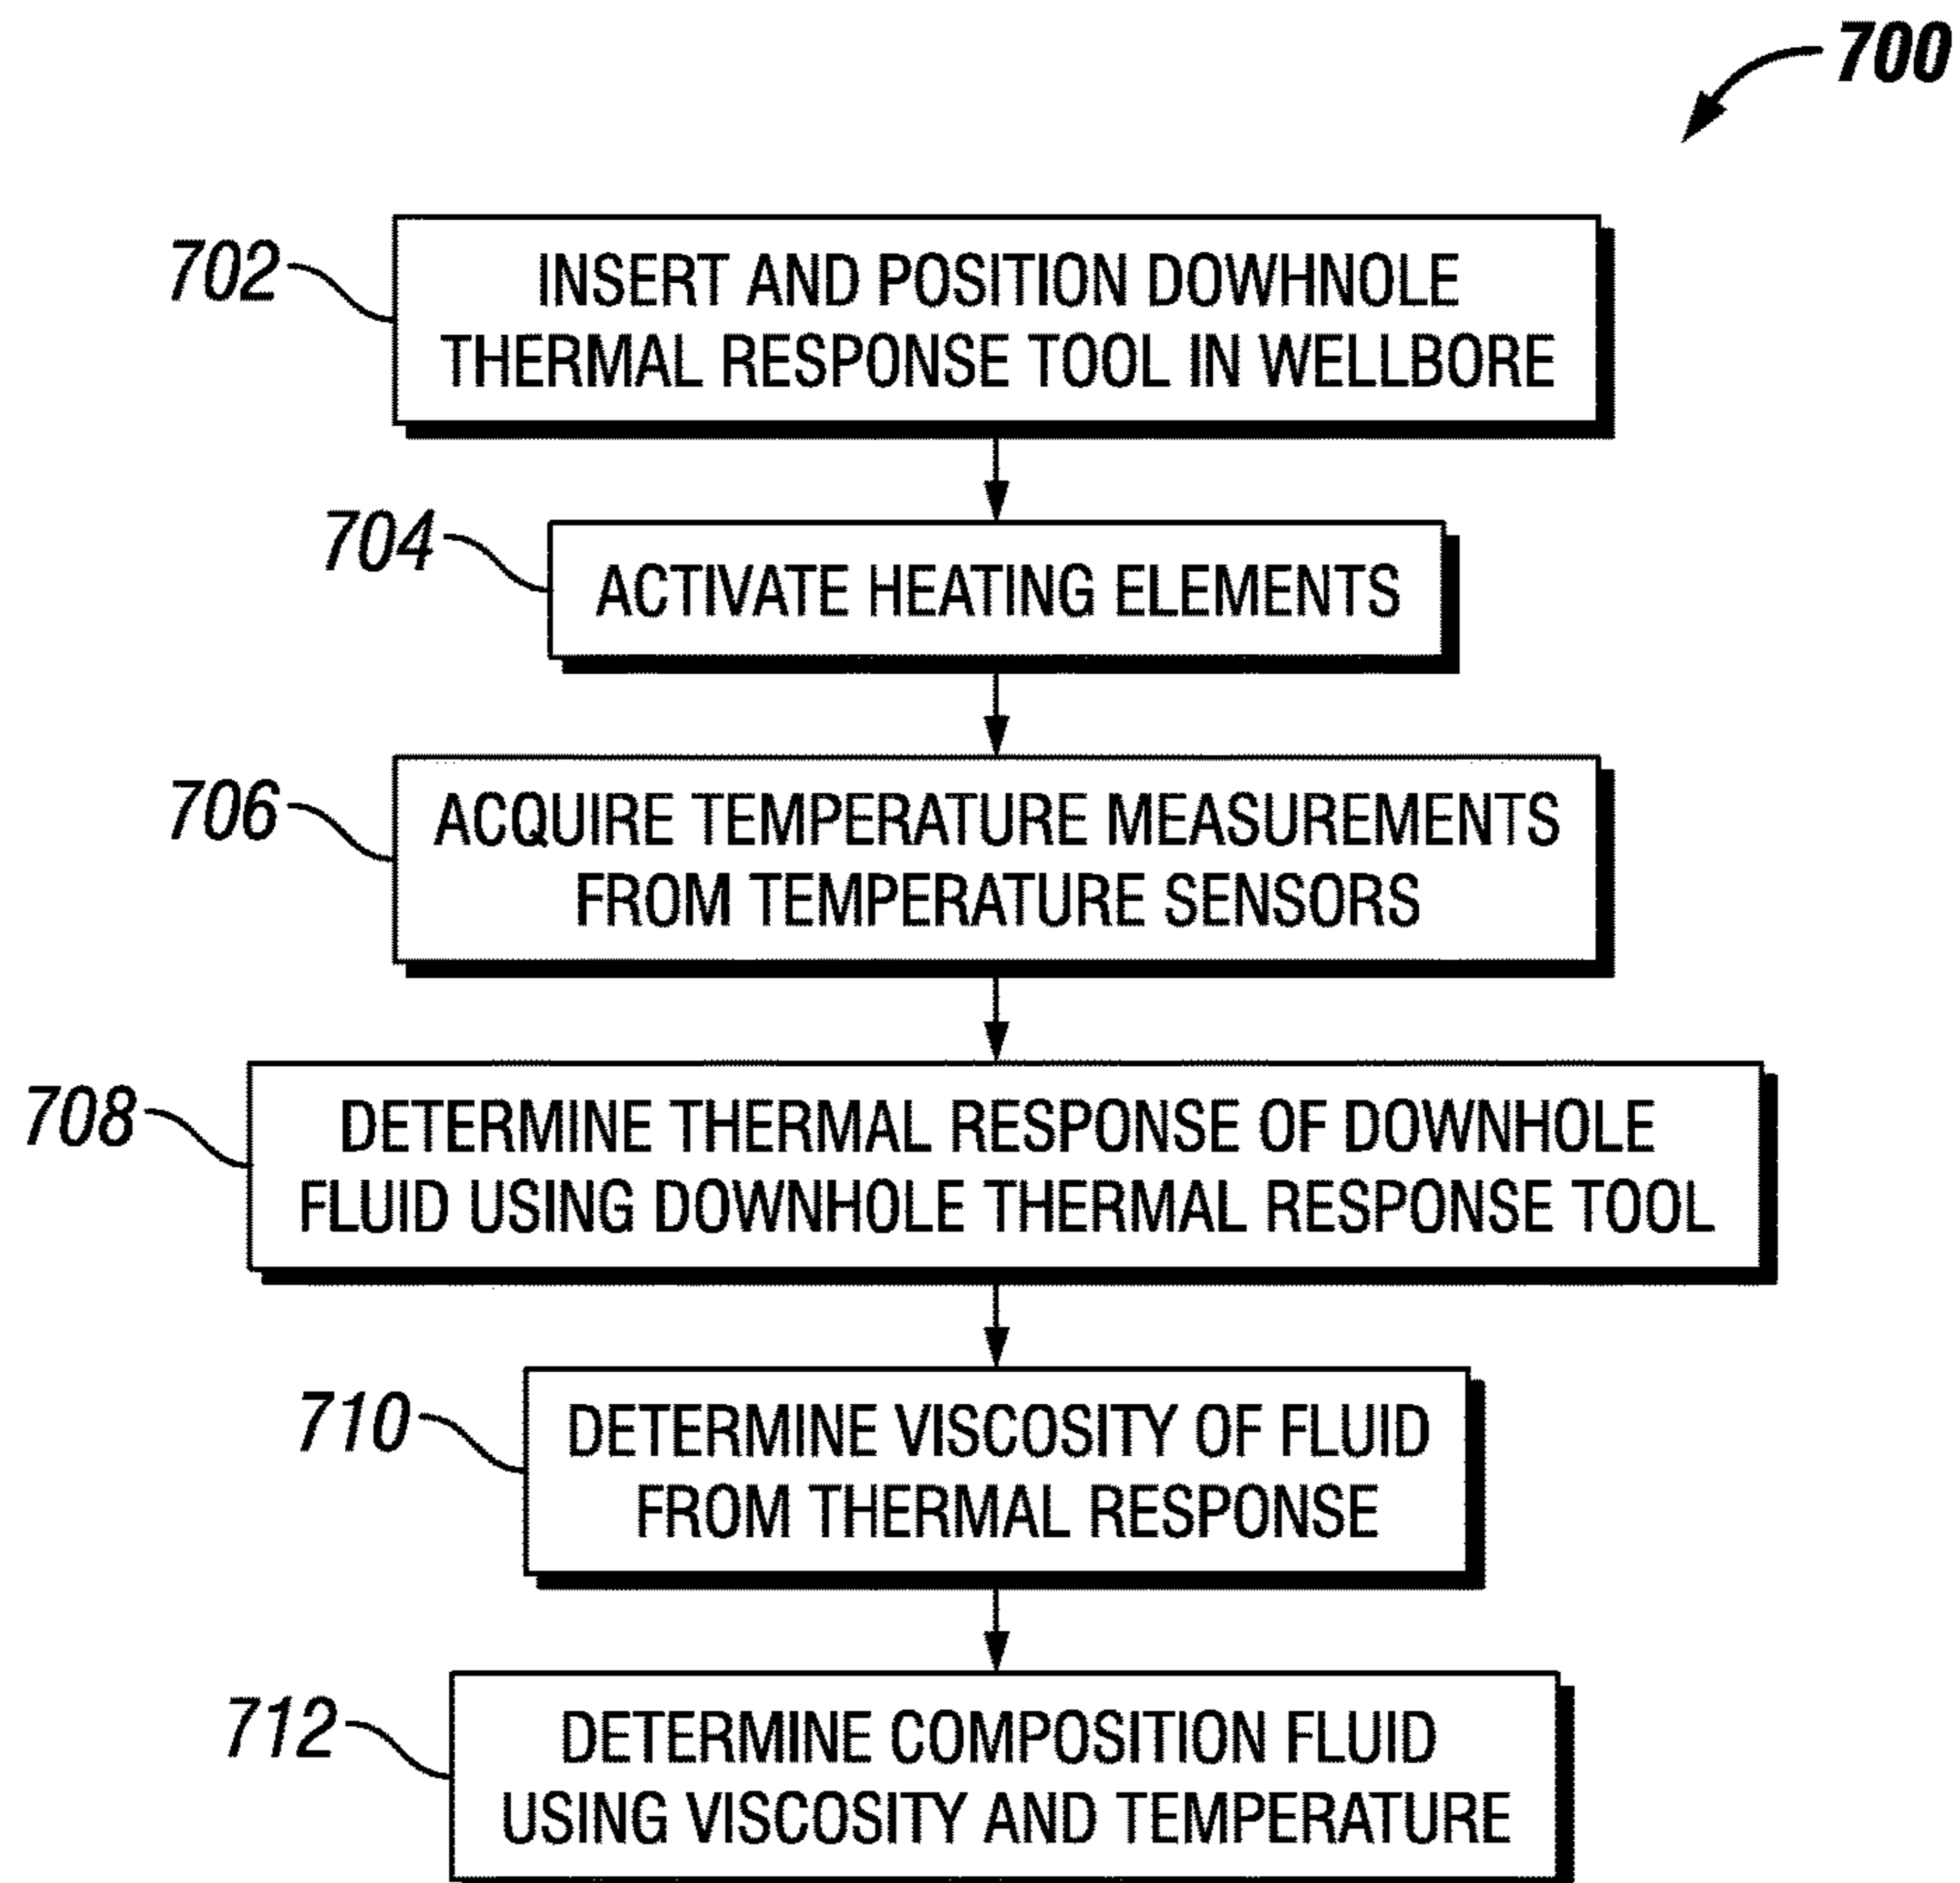 700
702
INSERT AND POSITION DOWHNOLE
THERMAL RESPONSE TOOL IN WELLBORE
704
ACTIVATE HEATING ELEMENTS
706
ACQUIRE TEMPERATURE MEASUREMENTS
FROM TEMPERATURE SENSORS
708
DETERMINE THERMAL RESPONSE OF DOWNHOLE
FLUID USING DOWNHOLE THERMAL RESPONSE TOOL
710
DETERMINE VISCOSITY OF FLUID
FROM THERMAL RESPONSE
712
DETERMINE COMPOSITION FLUID
USING VISCOSITY AND TEMPERATURE